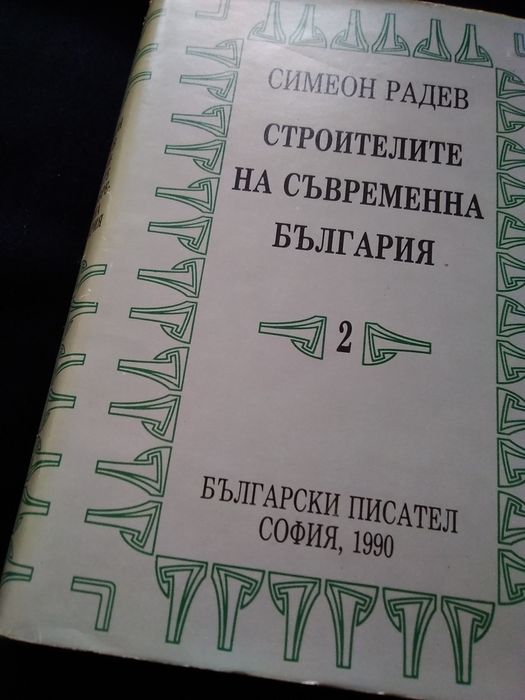 СИМЕОН РАДЕВ
СТРОИТЕЛИТЕ
НА СЪВРЕМЕННА
БЪЛГАРИЯ
2
БЪЛГАРСКИ ПИСАТЕЛ
СОФИЯ, 1990